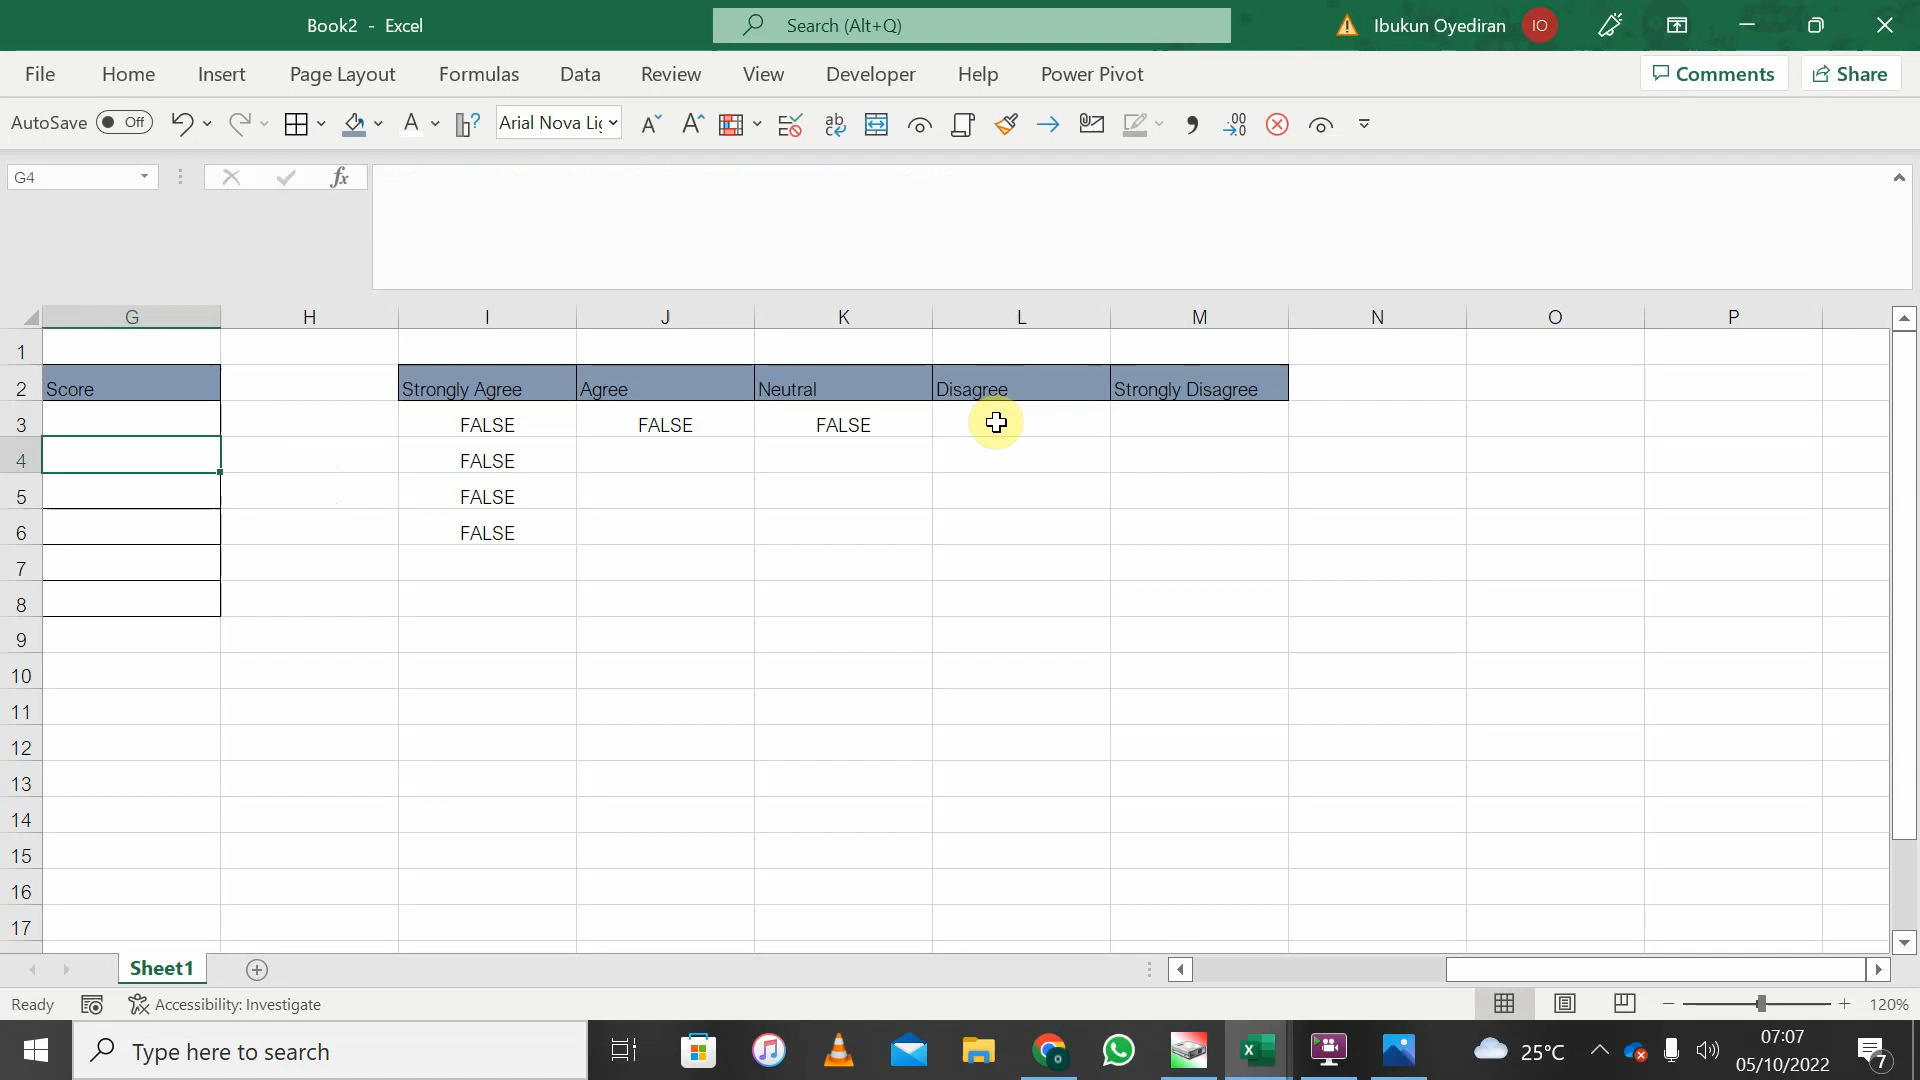 Book2 - Excel
Search (Alt+Q)
Ibukun Oyediran
IO
File Home Insert Page Layout Formulas Data Review View Developer Help Power Pivot
Comments
Share
AutoSave Off
Arial Nova Lig
G4
fx
G H I J K L M N O P
1
2 Score Strongly Agree Agree Neutral Disagree Strongly Disagree
3 FALSE FALSE FALSE
4 FALSE
5 FALSE
6 FALSE
7
8
9
10
11
12
13
14
15
16
17
Sheet1
Ready Accessibility: Investigate 120%
Type here to search
25°C
07:07
05/10/2022
7